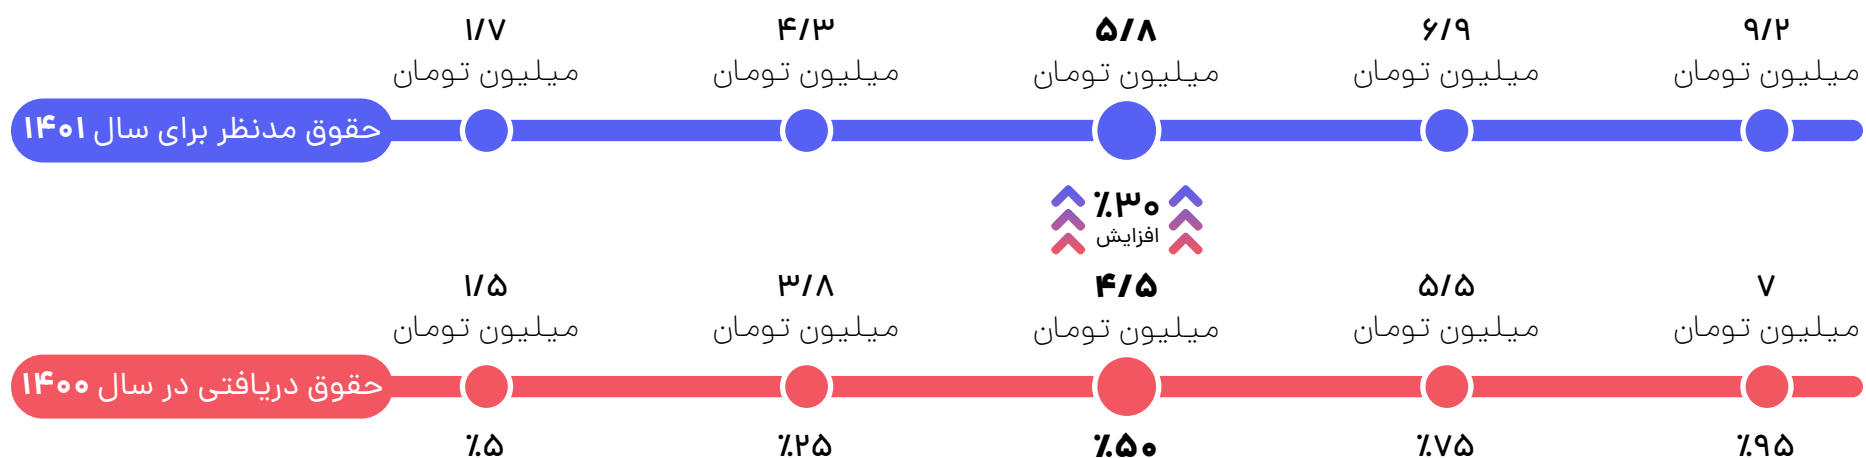 ۱/۷
میلیون تومان
۴/۳
میلیون تومان
۵/۸
میلیون تومان
۶/۹
میلیون تومان
۹/۲
میلیون تومان
حقوق مدنظر برای سال ۱۴۰۱
٪۳۰
افزایش
۱/۵
میلیون تومان
۳/۸
میلیون تومان
۴/۵
میلیون تومان
۵/۵
میلیون تومان
۷
میلیون تومان
حقوق دریافتی در سال ۱۴۰۰
٪۵
٪۲۵
٪۵۰
٪۷۵
٪۹۵